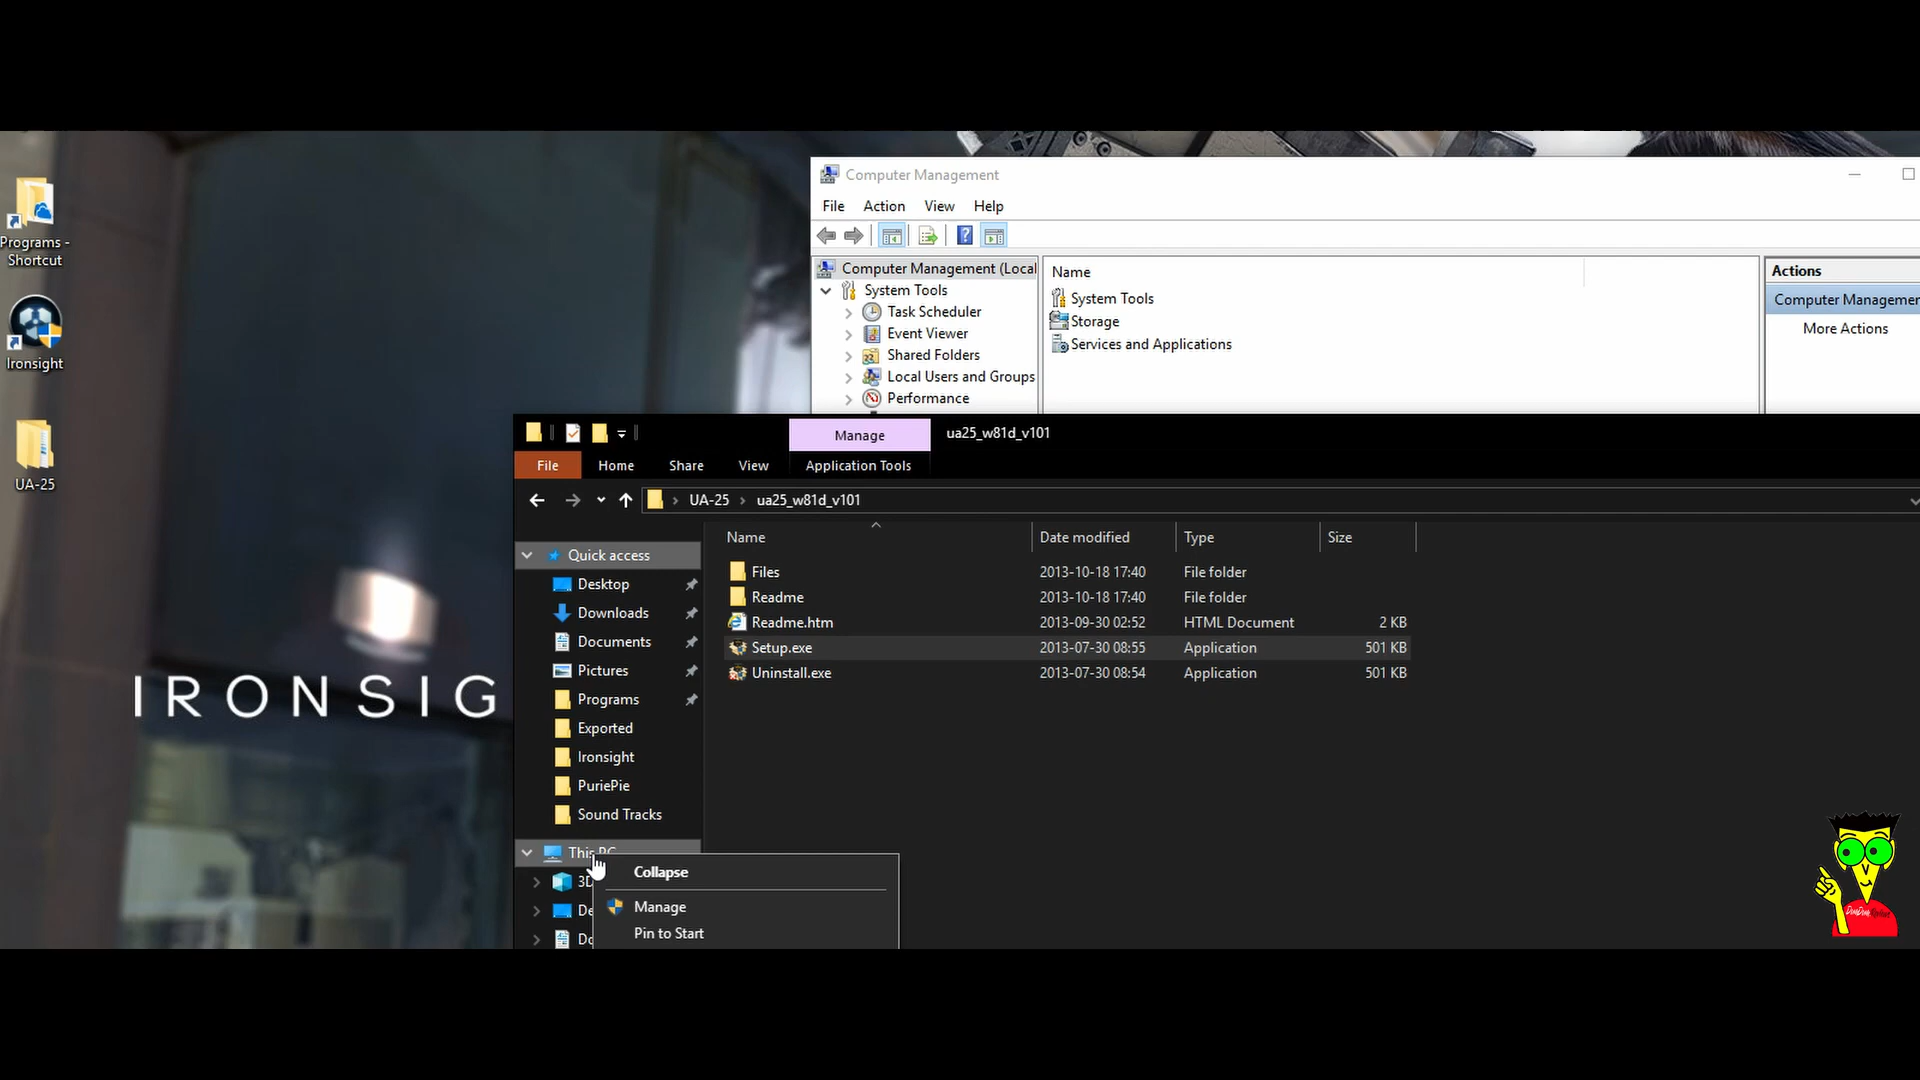 Programs -
Shortcut
Ironsight
UA-25
IRONSIG
Computer Management
File Action View Help
Computer Management (Local
System Tools
Task Scheduler
Event Viewer
Shared Folders
Local Users and Groups
Performance
Name
System Tools
Storage
Services and Applications
Actions
Computer Managemen
More Actions
Manage
ua25_w81d_v101
File Home Share View Application Tools
UA-25 ua25_w81d_v101
Quick access
Desktop
Downloads
Documents
Pictures
Programs
Exported
Ironsight
PuriePie
Sound Tracks
This PC
3D
De
Do
Name Date modified Type Size
Files 2013-10-18 17:40 File folder
Readme 2013-10-18 17:40 File folder
Readme.htm 2013-09-30 02:52 HTML Document 2 KB
Setup.exe 2013-07-30 08:55 Application 501 KB
Uninstall.exe 2013-07-30 08:54 Application 501 KB
Collapse
Manage
Pin to Start